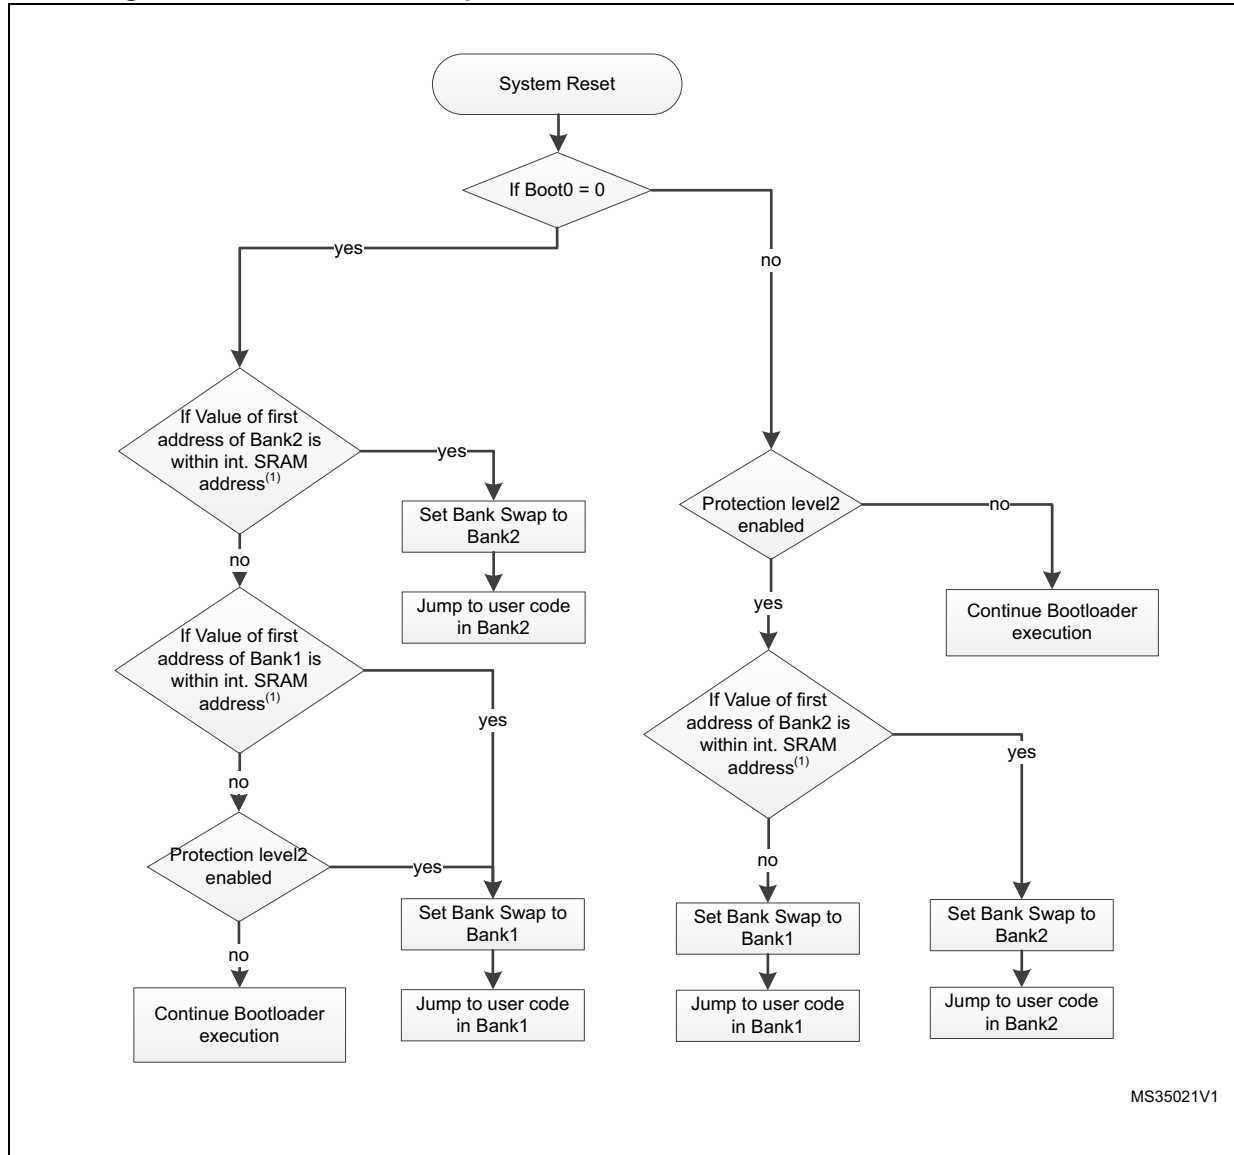 System Reset
If Boot0 = 0
yes
no
If Value of first
address of Bank2 is
within int. SRAM
address(1)
yes
Set Bank Swap to
Bank2
Jump to user code
in Bank2
no
If Value of first
address of Bank1 is
within int. SRAM
address(1)
yes
no
Protection level2
enabled
yes
Set Bank Swap to
Bank1
Jump to user code
in Bank1
no
Continue Bootloader
execution
Protection level2
enabled
no
Continue Bootloader
execution
yes
If Value of first
address of Bank2 is
within int. SRAM
address(1)
yes
no
Set Bank Swap to
Bank1
Jump to user code
in Bank1
Set Bank Swap to
Bank2
Jump to user code
in Bank2
MS35021V1